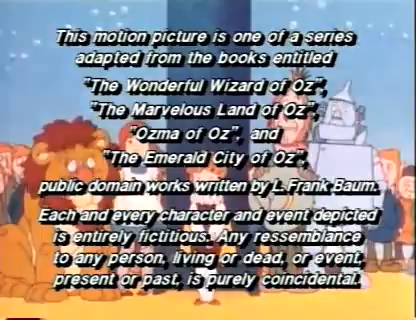 This motion picture is one of a series
adapted from the books entitled
"The Wonderful Wizard of Oz",
"The Marvelous Land of Oz",
"Ozma of Oz", and
"The Emerald City of Oz",
public domain works written by L. Frank Baum.
Each and every character and event depicted
is entirely fictitious. Any ressemblance
to any person, living or dead, or event,
present or past, is purely coincidental.